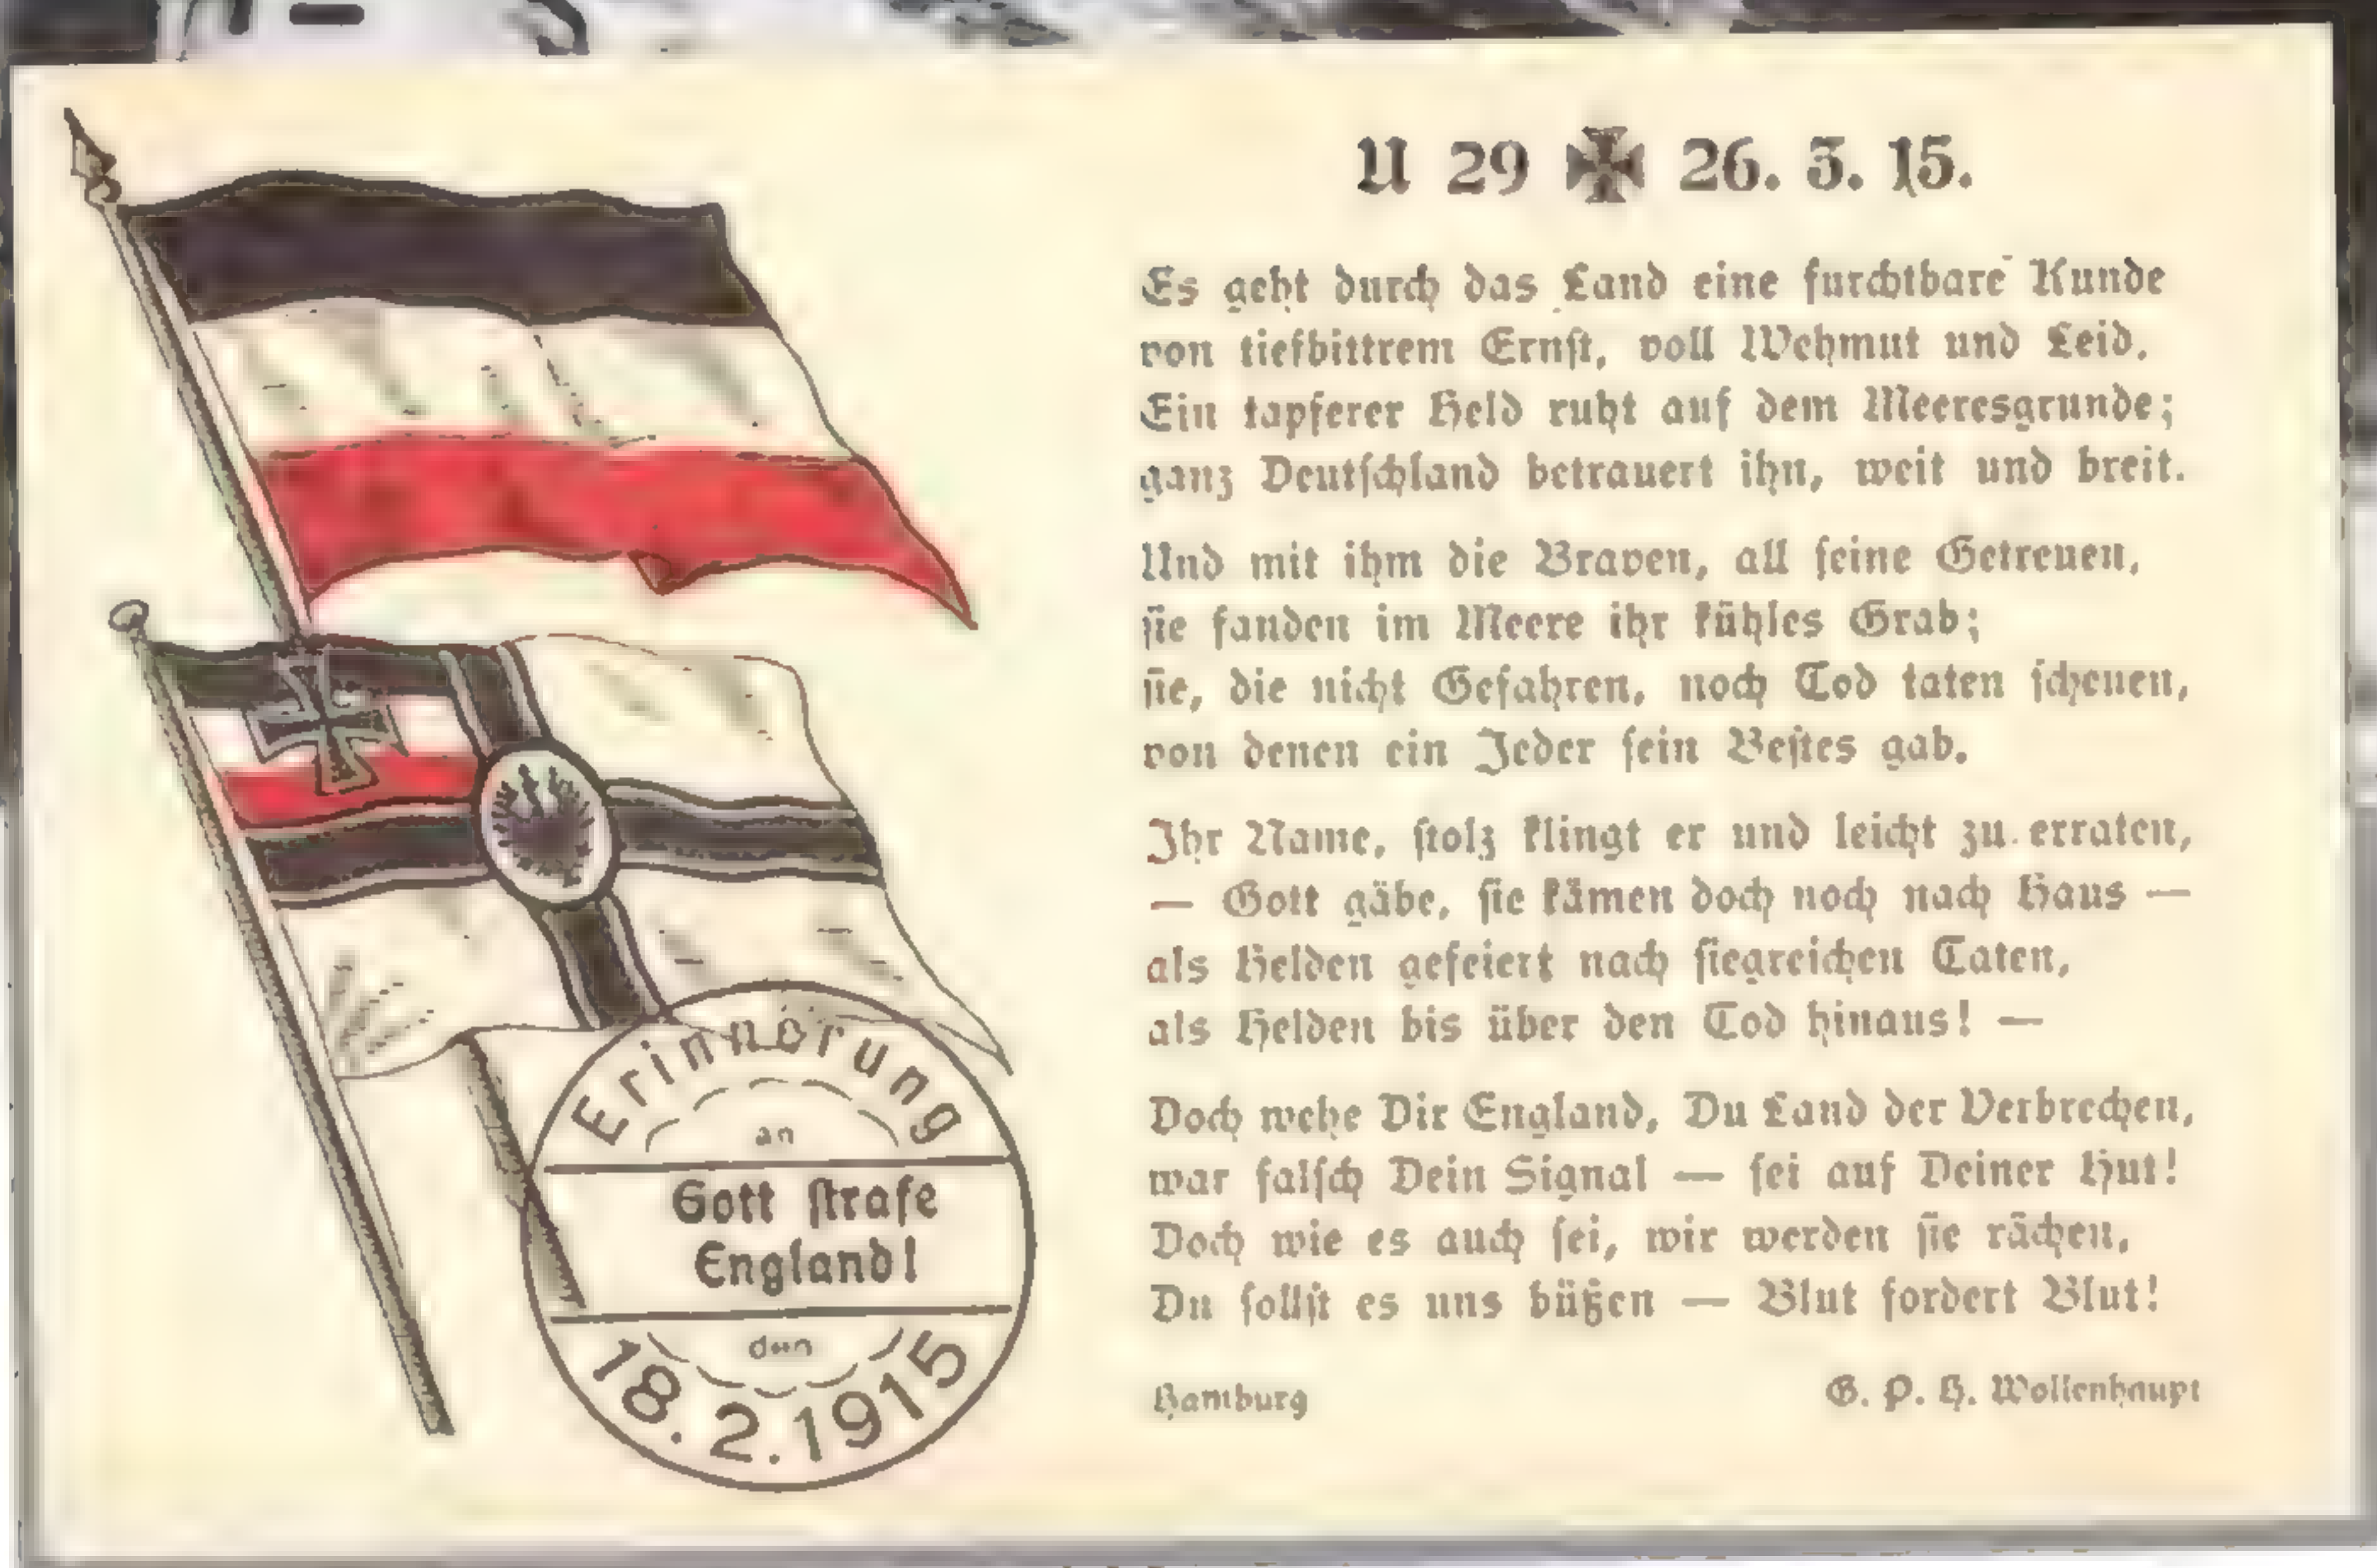 U 29 ✠ 26. 3. 15.
Es geht durch das Land eine furchtbare Kunde
von tiefbittrem Ernst, voll Wehmut und Leid.
Ein tapferer Held ruht auf dem Meeresgrunde;
ganz Deutschland betrauert ihn, weit und breit.
Und mit ihm die Braven, all seine Getreuen,
sie fanden im Meere ihr kühles Grab;
sie, die nicht Gefahren, noch Tod taten scheuen,
von denen ein Jeder sein Bestes gab.
Ihr Name, stolz klingt er und leicht zu erraten,
— Gott gäbe, sie kämen doch noch nach Haus —
als Helden gefeiert nach siegreichen Taten,
als Helden bis über den Tod hinaus! —
Doch wehe Dir England, Du Land der Verbrechen,
war falsch Dein Signal — sei auf Deiner Hut!
Doch wie es auch sei, wir werden sie rächen,
Du sollst es uns büßen — Blut fordert Blut!
Hamburg
G. P. H. Wollenhaupt
Erinnerung
an
Gott strafe
England!
den
18.2.1915